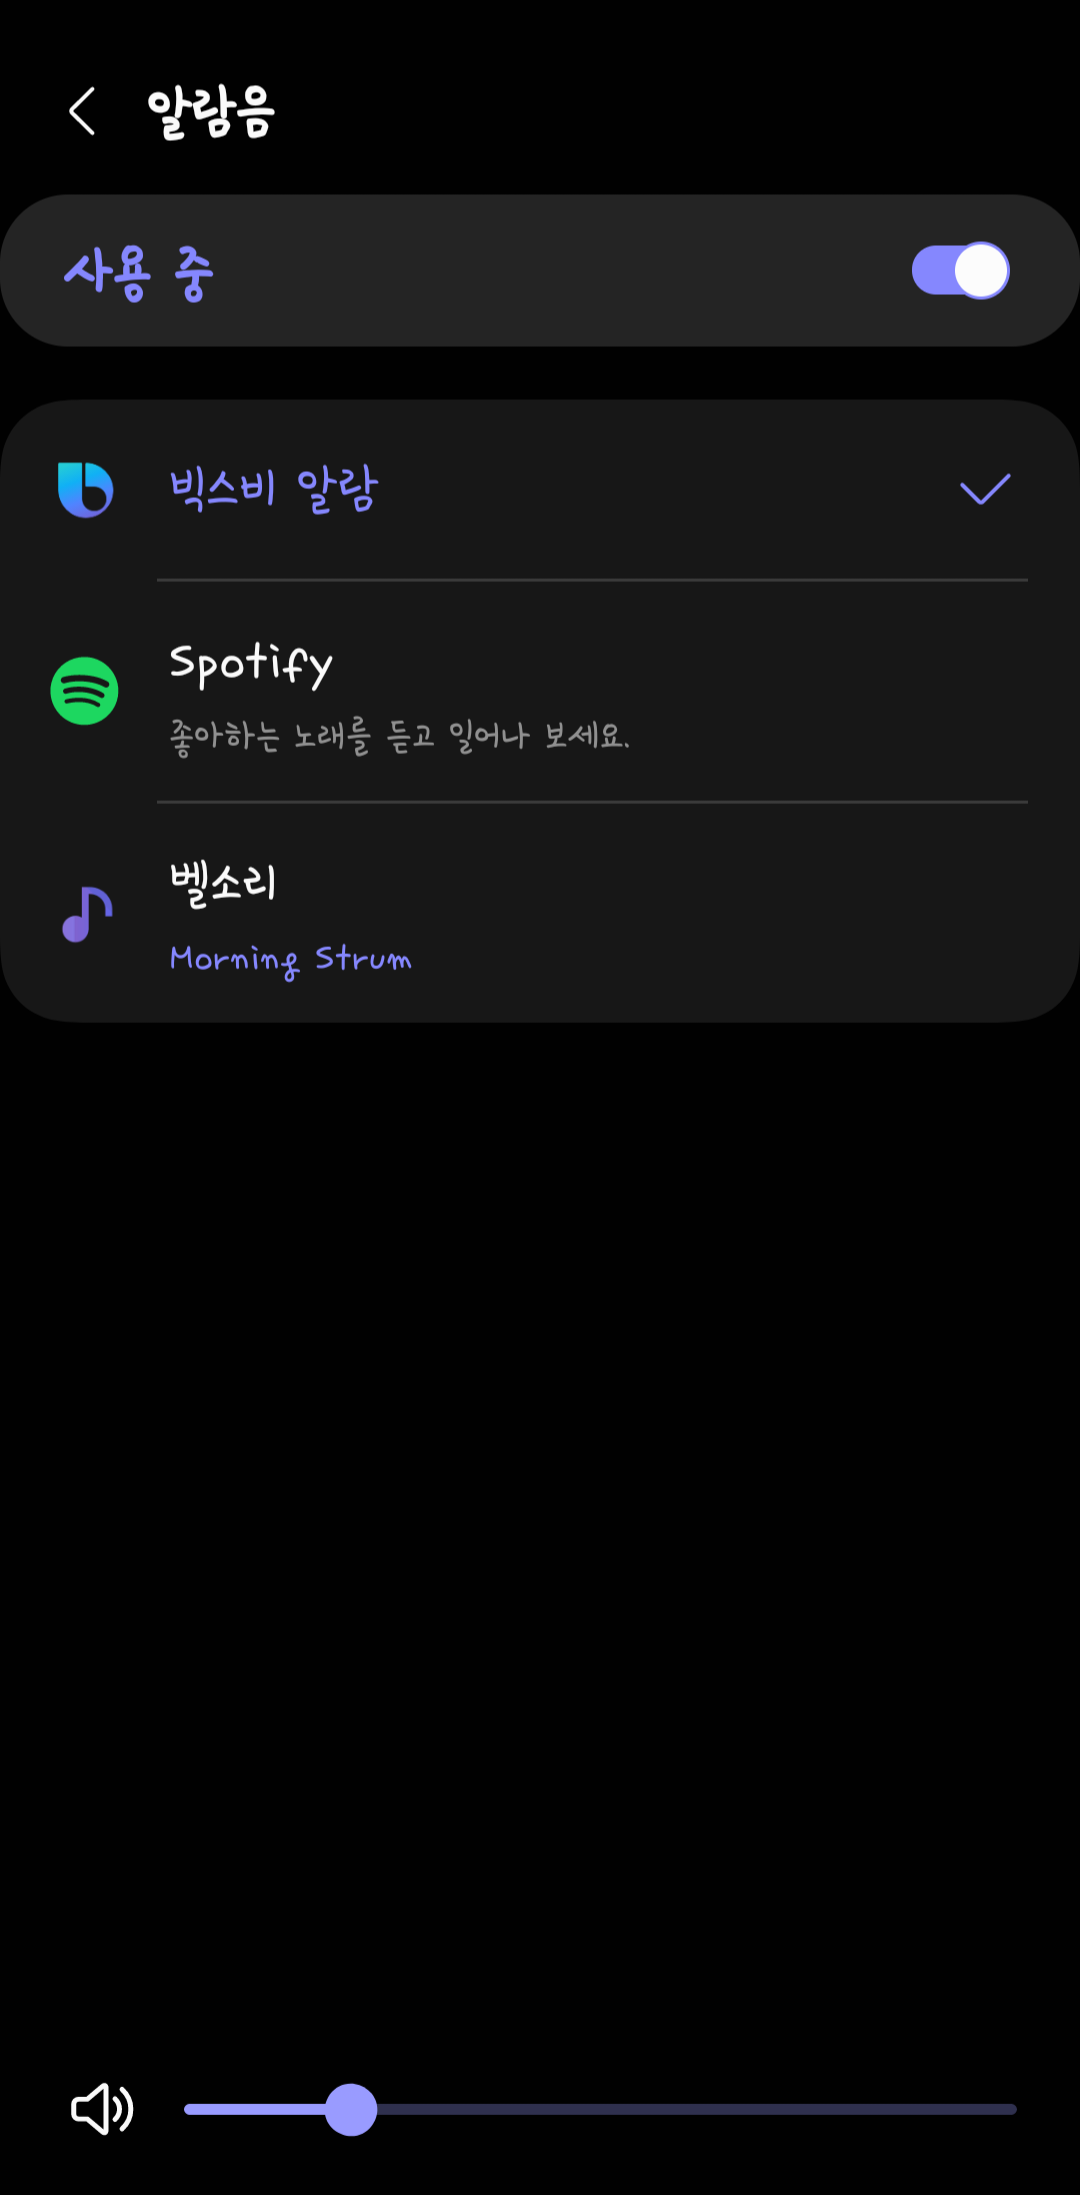 알람음
사용 중
빅스비 알람
Spotify
좋아하는 노래를 듣고 일어나 보세요.
벨소리
Morning Strum